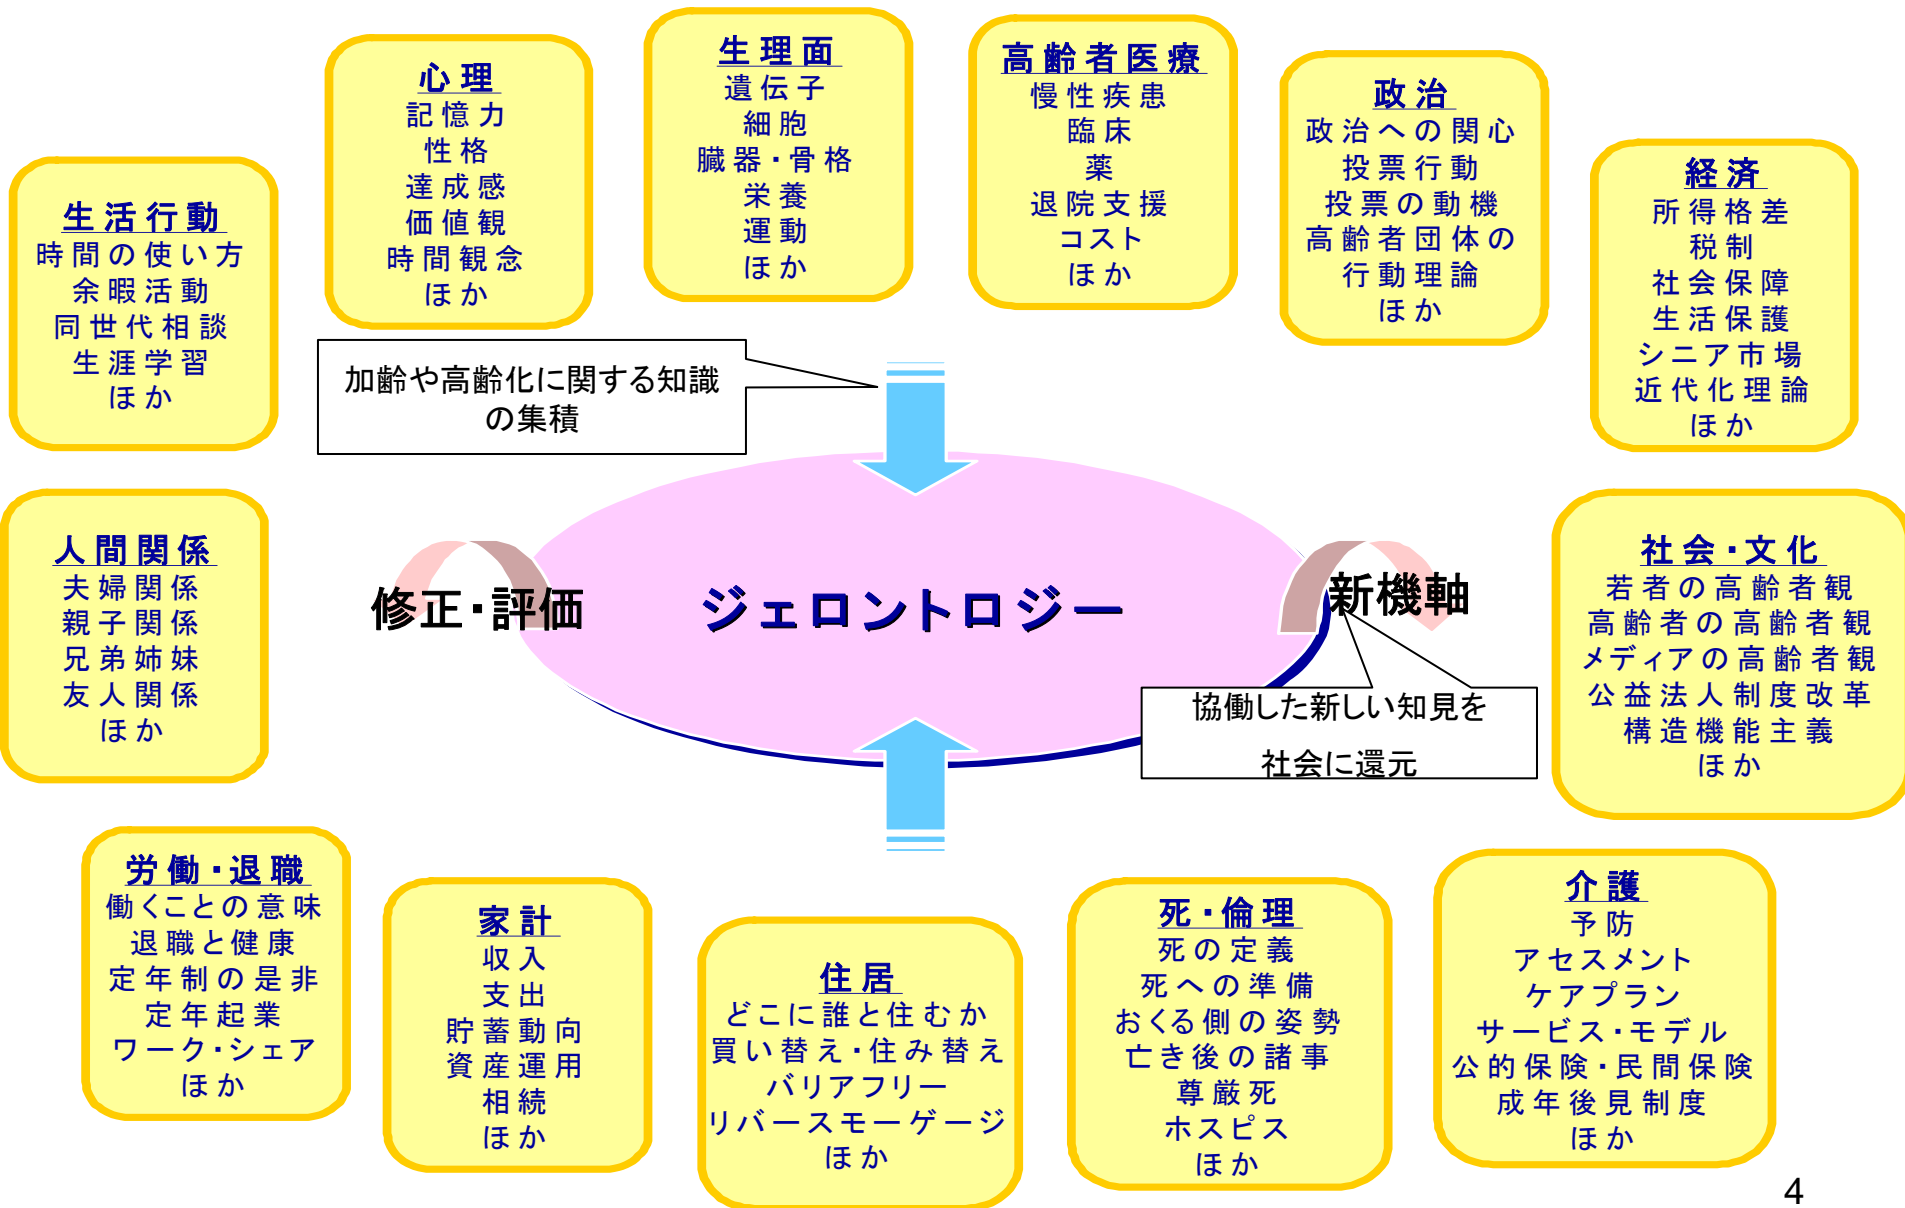 生理面
遺伝子
細胞
臓器・骨格
栄養
運動
ほか
高齢者医療
慢性疾患
臨床
薬
退院支援
コスト
ほか
心理
記憶力
性格
達成感
価値観
時間観念
ほか
政治
政治への関心
投票行動
投票の動機
高齢者団体の
行動理論
ほか
生活行動
時間の使い方
余暇活動
同世代相談
生涯学習
ほか
経済
所得格差
税制
社会保障
生活保護
シニア市場
近代化理論
ほか
加齢や高齢化に関する知識
の集積
人間関係
夫婦関係
親子関係
兄弟姉妹
友人関係
ほか
修正・評価
ジェロントロジー
新機軸
協働した新しい知見を
社会に還元
社会・文化
若者の高齢者観
高齢者の高齢者観
メディアの高齢者観
公益法人制度改革
構造機能主義
ほか
労働・退職
働くことの意味
退職と健康
定年制の是非
定年起業
ワーク・シェア
ほか
家計
収入
支出
貯蓄動向
資産運用
相続
ほか
住居
どこに誰と住むか
買い替え・住み替え
バリアフリー
リバースモーゲージ
ほか
死・倫理
死の定義
死への準備
おくる側の姿勢
亡き後の諸事
尊厳死
ホスピス
ほか
介護
予防
アセスメント
ケアプラン
サービス・モデル
公的保険・民間保険
成年後見制度
ほか
4